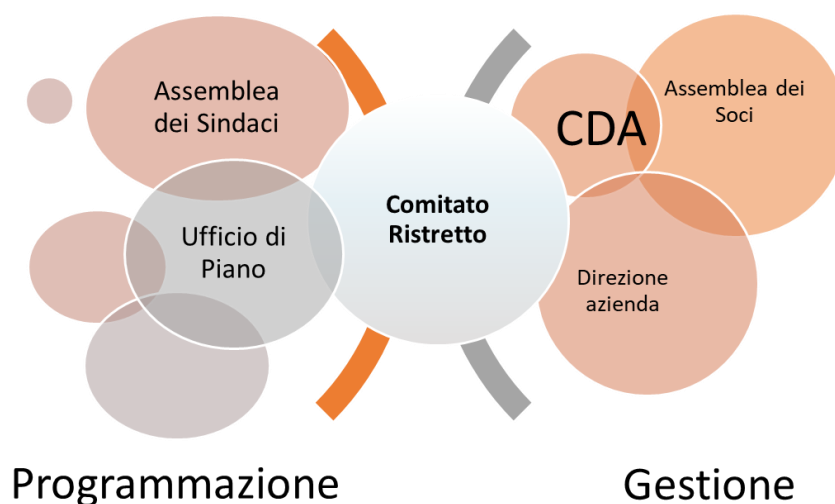 Assemblea
dei Sindaci
Ufficio di
Piano
Comitato
Ristretto
CDA
Assemblea dei
Soci
Direzione
azienda
Programmazione
Gestione